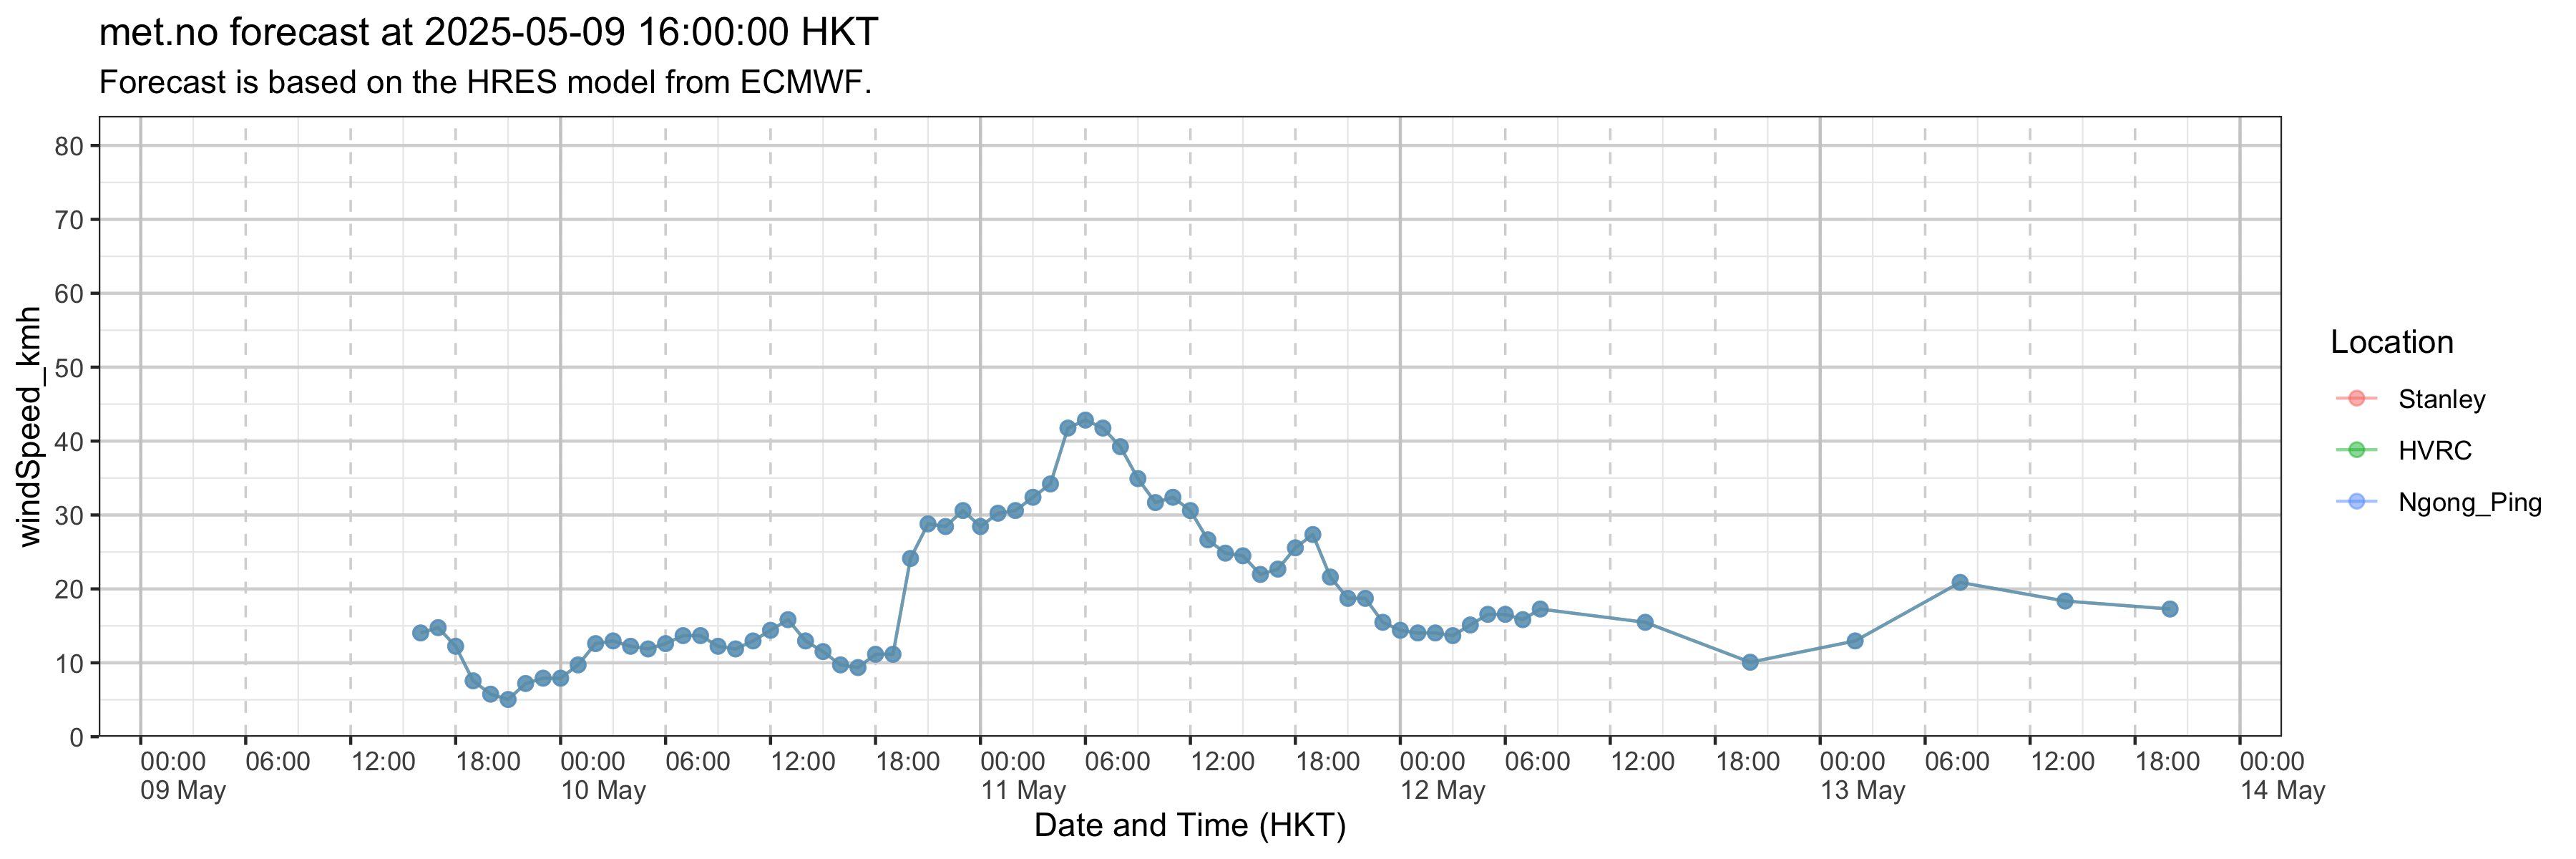 met.no forecast at 2025-05-09 16:00:00 HKT
Forecast is based on the HRES model from ECMWF.
windSpeed_kmh
80
70
60
50
40
30
20
10
0
00:00 06:00 12:00 18:00 00:00 06:00 12:00 18:00 00:00 06:00 12:00 18:00 00:00 06:00 12:00 18:00 00:00 06:00 12:00 18:00 00:00
09 May 10 May 11 May 12 May 13 May 14 May
Date and Time (HKT)
Location
Stanley
HVRC
Ngong_Ping